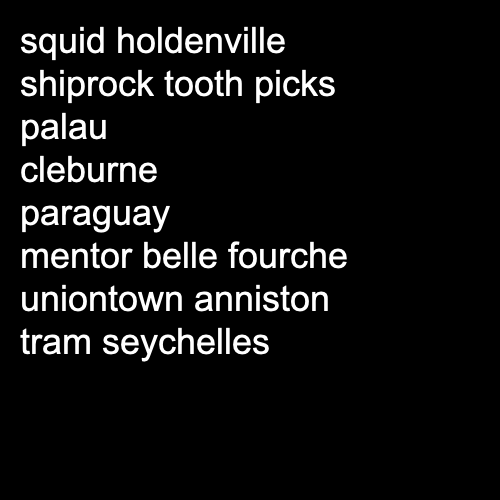 squid holdenville
shiprock tooth picks
palau
cleburne
paraguay
mentor belle fourche
uniontown anniston
tram seychelles